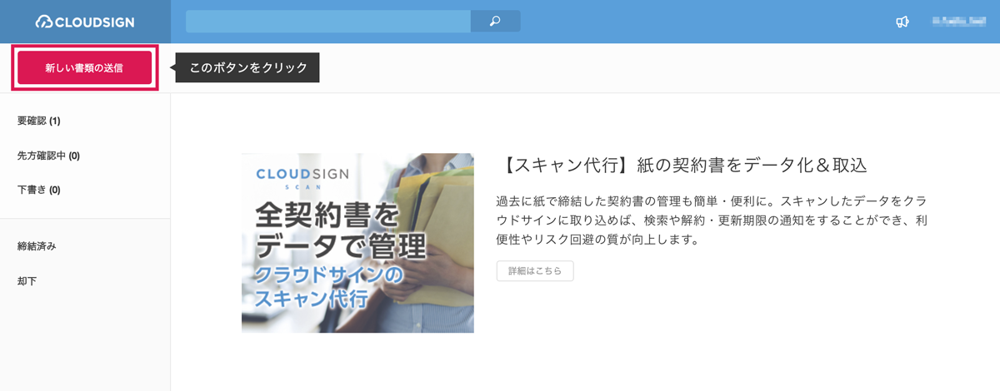 CLOUDSIGN
新しい書類の送信
このボタンをクリック
要確認 (1)
先方確認中 (0)
下書き (0)
締結済み
却下
CLOUDSIGN
SCAN
全契約書を
データで管理
クラウドサインの
スキャン代行
【スキャン代行】紙の契約書をデータ化＆取込
過去に紙で締結した契約書の管理も簡単・便利に。スキャンしたデータをクラ
ウドサインに取り込めば、検索や解約・更新期限の通知をすることができ、利
便性やリスク回避の質が向上します。
詳細はこちら